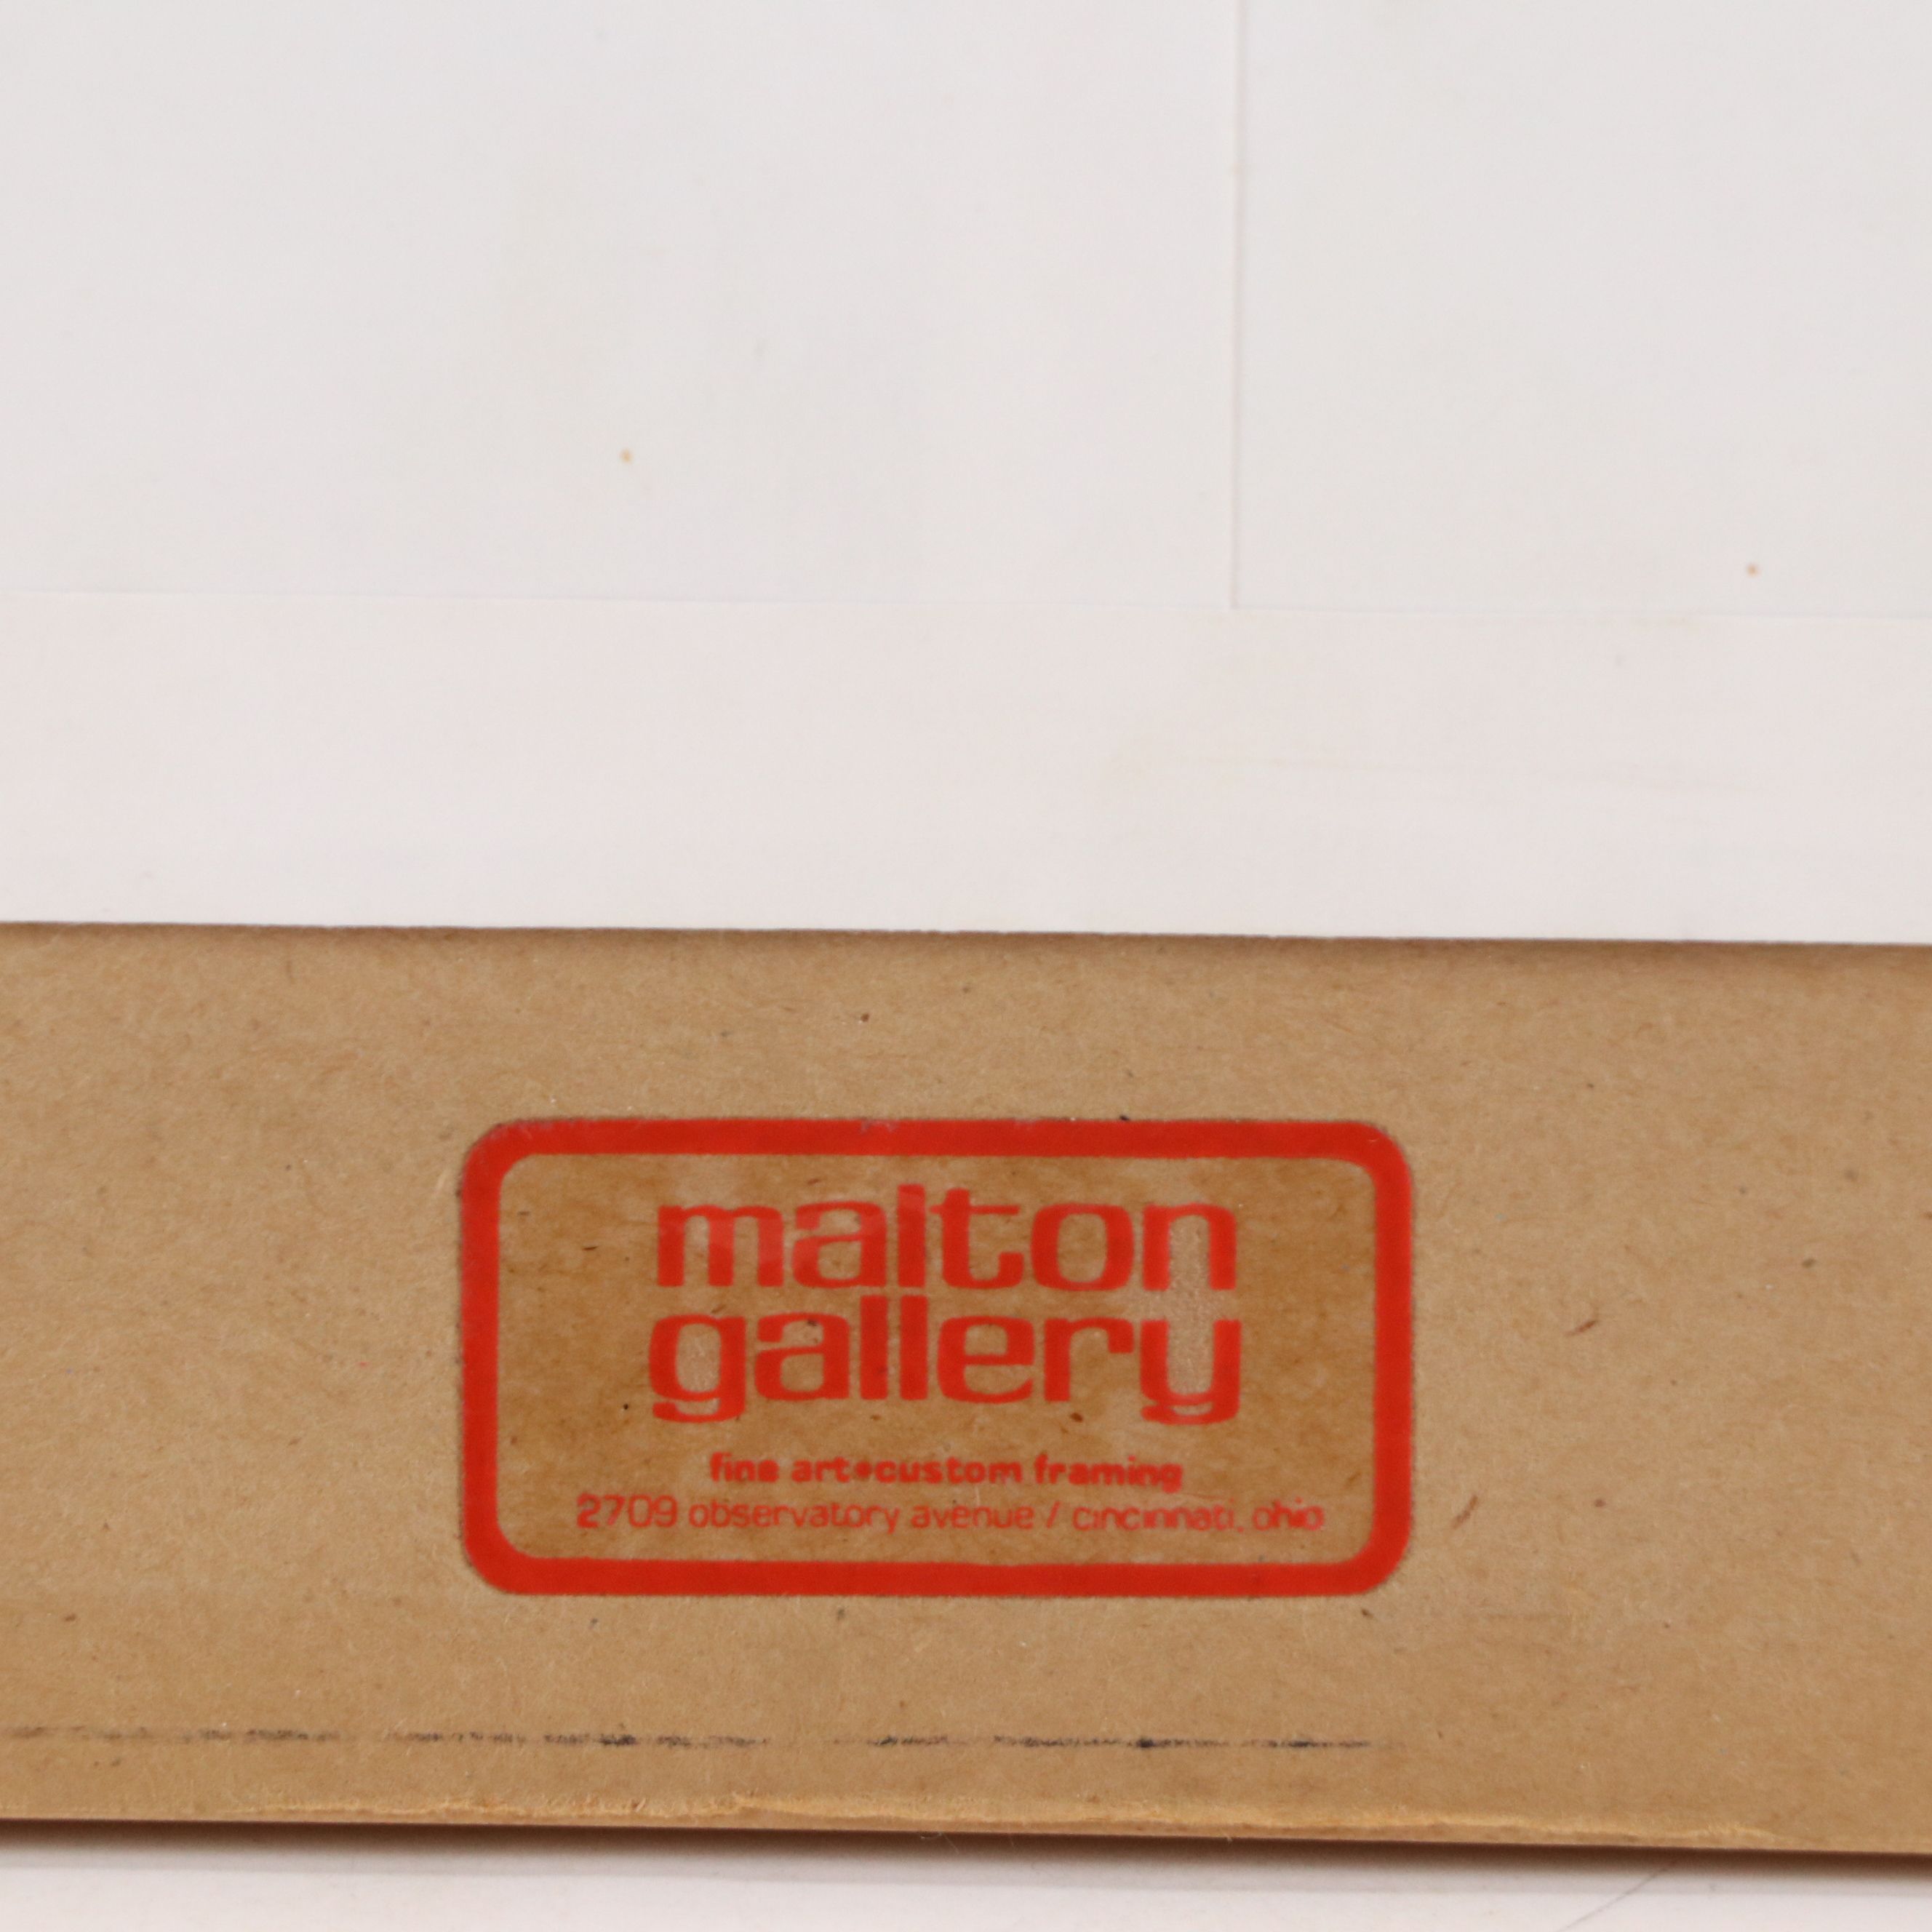 malton
gallery
fine art•custom framing
2709 observatory avenue / cincinnati, ohio